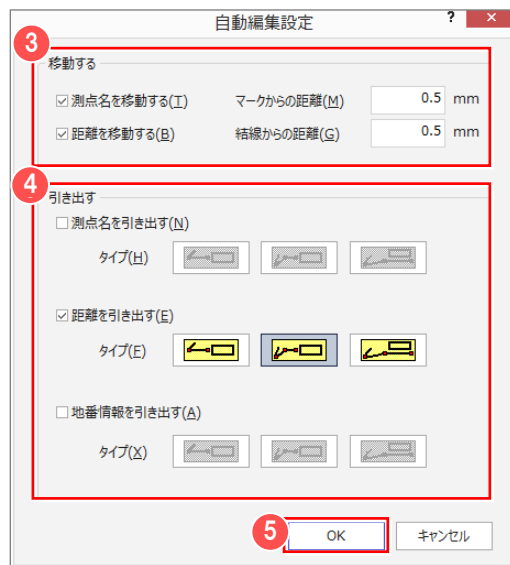 自動編集設定 ? ×
3
移動する
☑ 測点名を移動する(T) マークからの距離(M) 0.5 mm
☑ 距離を移動する(B) 結線からの距離(G) 0.5 mm
4
引き出す
☐ 測点名を引き出す(N)
タイプ(H)
☑ 距離を引き出す(E)
タイプ(F)
☐ 地番情報を引き出す(A)
タイプ(X)
5 OK キャンセル